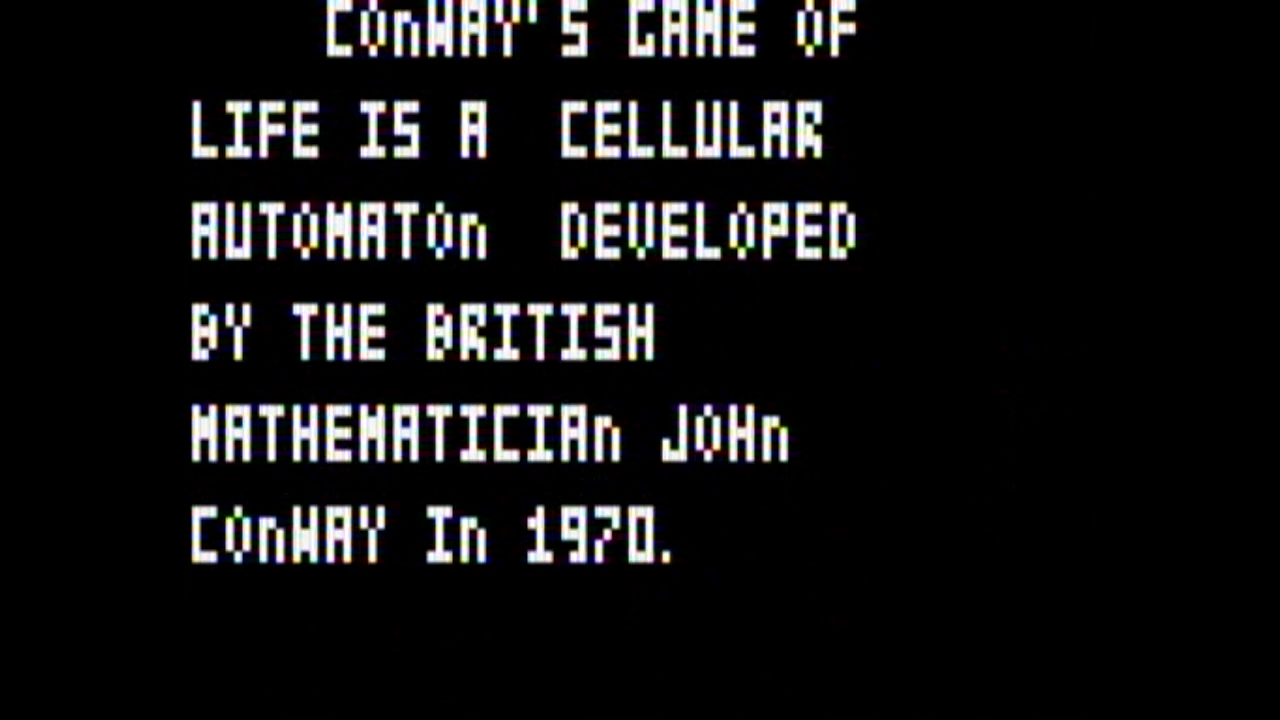 CONWAY'S GAME OF
LIFE IS A CELLULAR
AUTOMATON DEVELOPED
BY THE BRITISH
MATHEMATICIAN JOHN
CONWAY IN 1970.